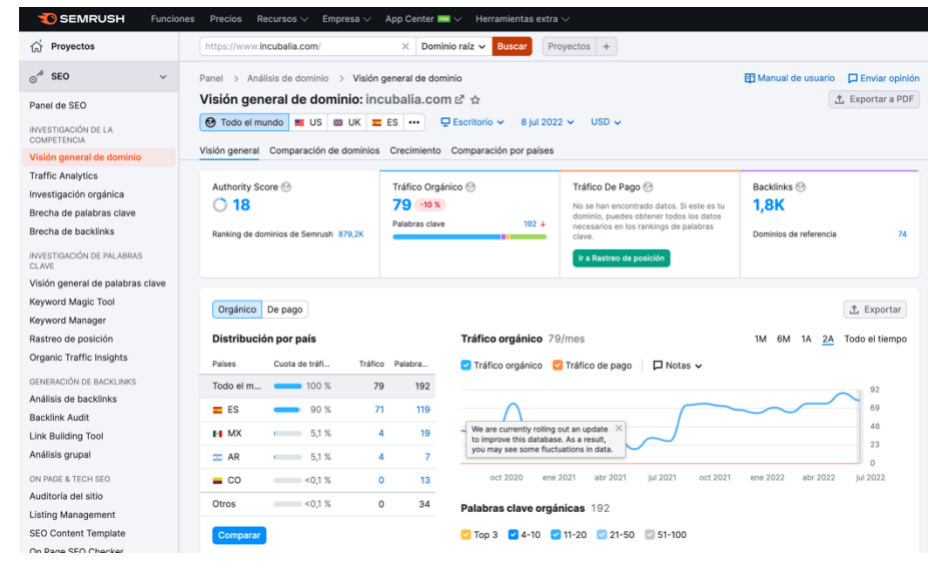 SEMRUSH
Funciones Precios Recursos Empresa App Center Herramientas extra
Proyectos
SEO
Panel de SEO
INVESTIGACIÓN DE LA
COMPETENCIA
Visión general de dominio
Traffic Analytics
Investigación orgánica
Brecha de palabras clave
Brecha de backlinks
INVESTIGACIÓN DE PALABRAS
CLAVE
Visión general de palabras clave
Keyword Magic Tool
Keyword Manager
Rastreo de posición
Organic Traffic Insights
GENERACIÓN DE BACKLINKS
Análisis de backlinks
Backlink Audit
Link Building Tool
Análisis grupal
ON PAGE & TECH SEO
Auditoría del sitio
Listing Management
SEO Content Template
On Page SEO Checker
https://www.incubalia.com/ × Dominio raíz Buscar Proyectos +
Panel > Análisis de dominio > Visión general de dominio
Manual de usuario Enviar opinión
Visión general de dominio: incubalia.com
Exportar a PDF
Todo el mundo US UK ES ••• Escritorio 8 jul 2022 USD
Visión general Comparación de dominios Crecimiento Comparación por países
Authority Score
18
Ranking de dominios de Semrush 879,2K
Tráfico Orgánico
79 -10 %
Palabras clave 192 ↓
Tráfico De Pago
No se han encontrado datos. Si este es tu
dominio, puedes obtener todos los datos
necesarios en los rankings de palabras
clave.
Ir a Rastreo de posición
Backlinks
1,8K
Dominios de referencia 74
Orgánico De pago
Exportar
Distribución por país
Países Cuota de tráfi... Tráfico Palabra...
Todo el m... 100 % 79 192
ES 90 % 71 119
MX 5,1 % 4 19
AR 5,1 % 4 7
CO <0,1 % 0 13
Otros <0,1 % 0 34
Comparar
Tráfico orgánico 79/mes
1M 6M 1A 2A Todo el tiempo
Tráfico orgánico Tráfico de pago Notas
92
69
46
23
0
We are currently rolling out an update ×
to improve this database. As a result,
you may see some fluctuations in data.
oct 2020 ene 2021 abr 2021 jul 2021 oct 2021 ene 2022 abr 2022 jul 2022
Palabras clave orgánicas 192
Top 3 4-10 11-20 21-50 51-100